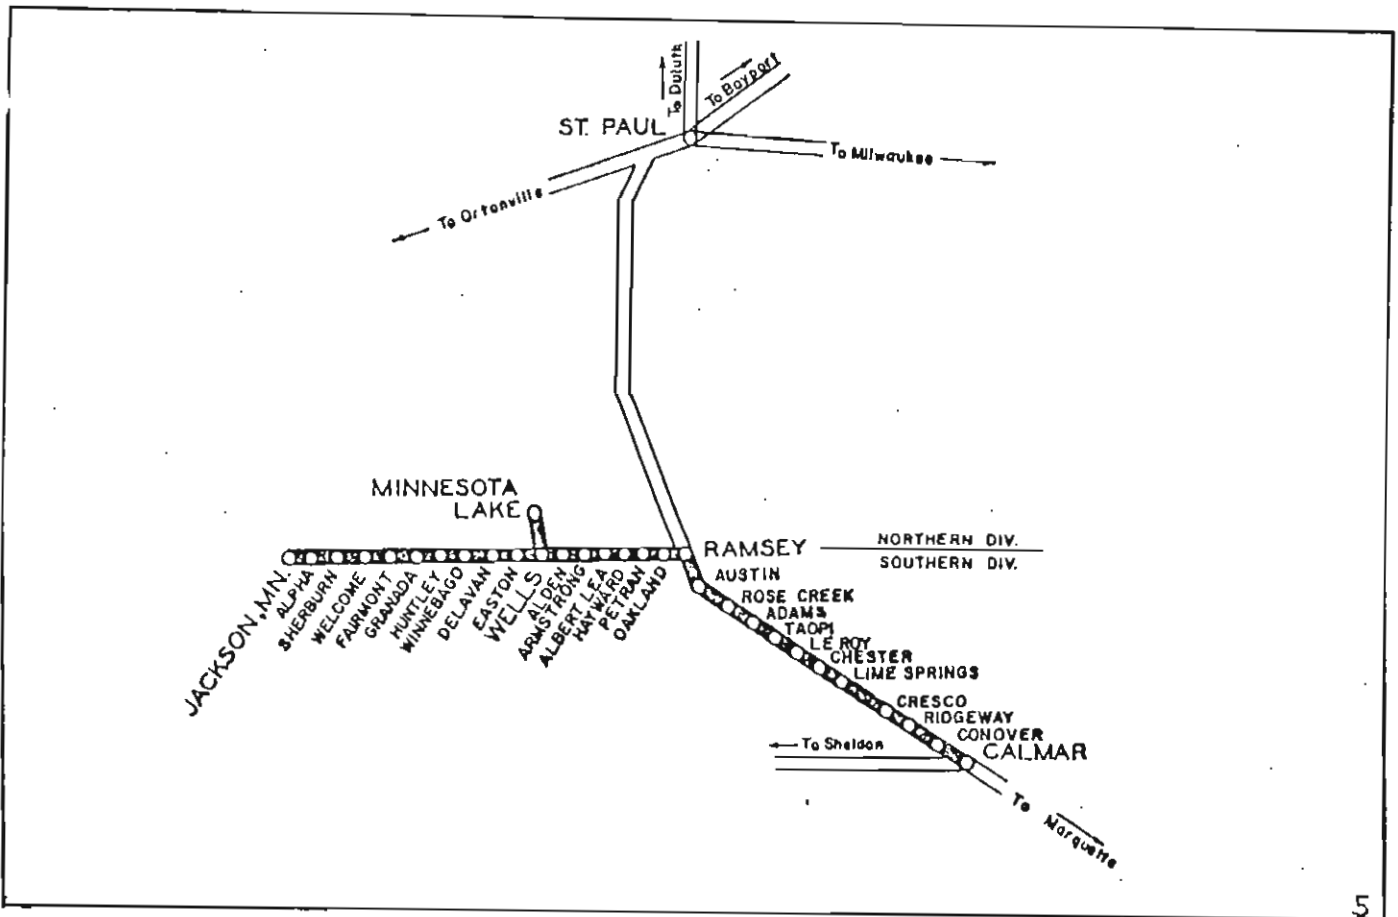 To Duluth
To Bayport
ST. PAUL
To Milwaukee
To Ortonville
MINNESOTA
LAKE
RAMSEY
NORTHERN DIV.
SOUTHERN DIV.
JACKSON, MN.
ALPHA
SHERBURN
WELCOME
FAIRMONT
GRANADA
HUNTLEY
WINNEBAGO
DELAVAN
EASTON
WELLS
ALDEN
ARMSTRONG
ALBERT LEA
HAYWARD
PETRAN
OAKLAND
AUSTIN
ROSE CREEK
ADAMS
TAOPI
LE ROY
CHESTER
LIME SPRINGS
CRESCO
RIDGEWAY
CONOVER
CALMAR
To Sheldon
To Marquette
5